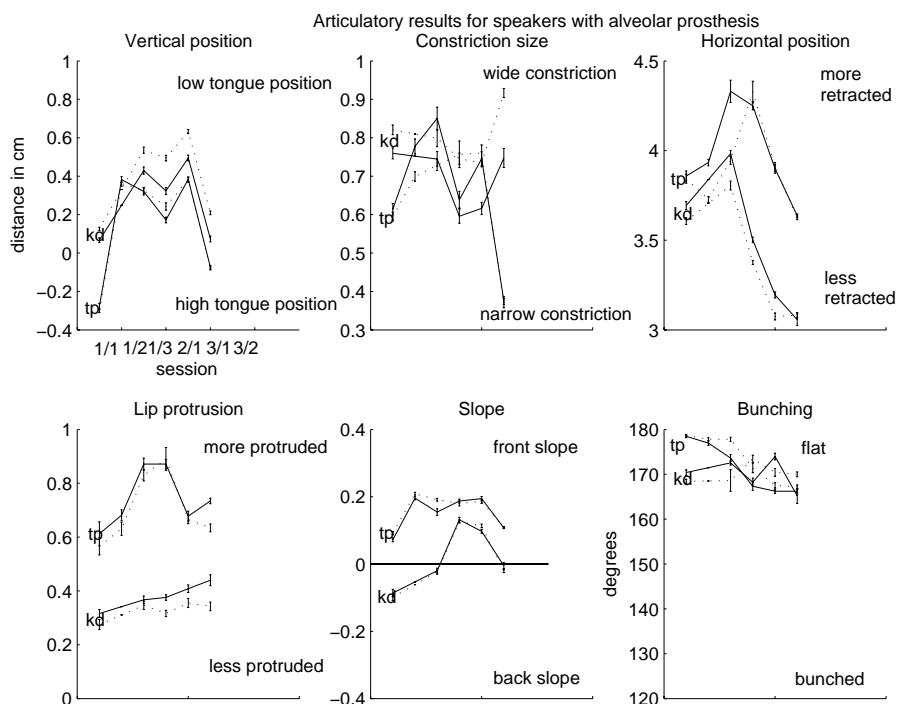 Articulatory results for speakers with alveolar prosthesis
Vertical position
1
0.8
0.6
0.4
0.2
0
−0.2
−0.4
distance in cm
low tongue position
kd
tp
high tongue position
1/1 1/21/3 2/1 3/1 3/2
session
Constriction size
1
0.9
0.8
0.7
0.6
0.5
0.4
0.3
wide constriction
kd
tp
narrow constriction
Horizontal position
4.5
4
3.5
3
more
retracted
tp
kd
less
retracted
Lip protrusion
1
0.8
0.6
0.4
0.2
0
more protruded
tp
kd
less protruded
Slope
0.4
0.2
0
−0.2
−0.4
front slope
tp
kd
back slope
Bunching
180
170
160
150
140
130
120
degrees
tp
flat
kd
bunched